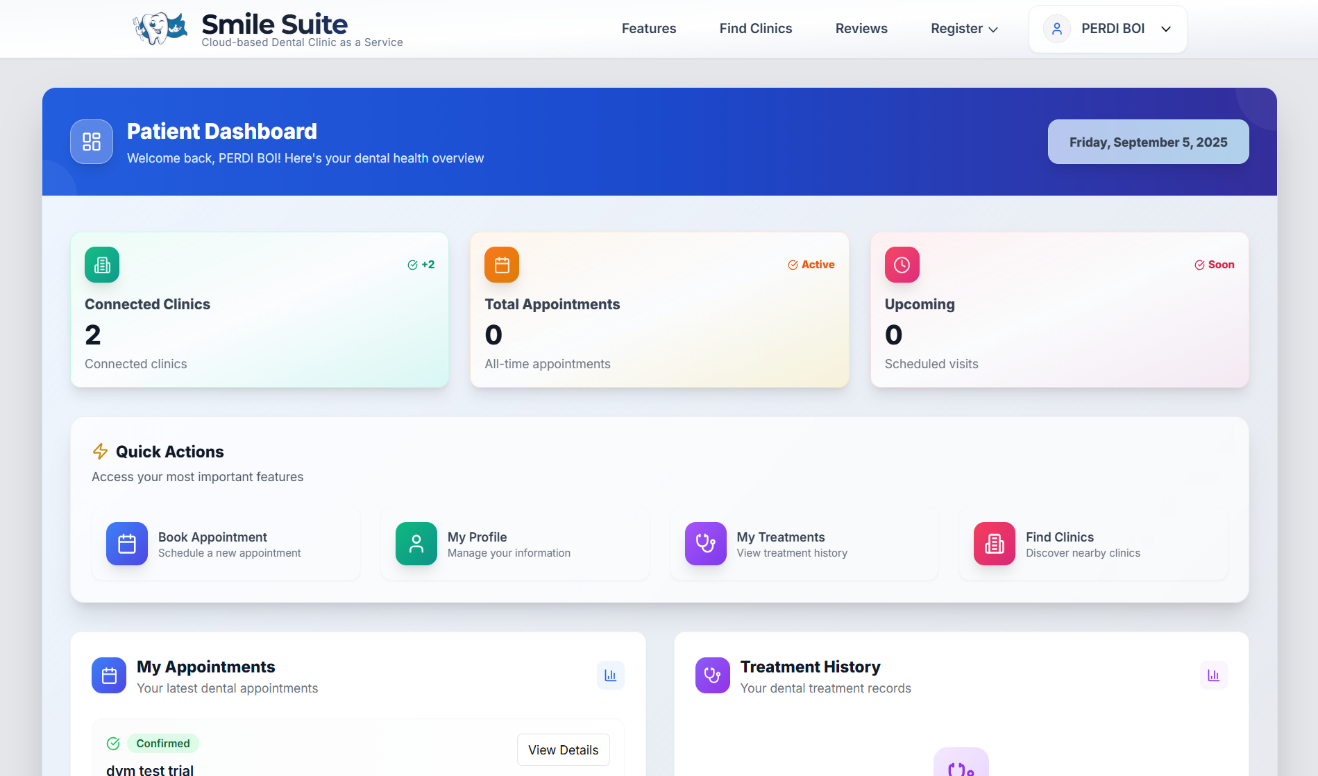 Smile Suite
Cloud-based Dental Clinic as a Service
Features
Find Clinics
Reviews
Register
PERDI BOI
Patient Dashboard
Welcome back, PERDI BOI! Here's your dental health overview
Friday, September 5, 2025
+2
Connected Clinics
2
Connected clinics
Active
Total Appointments
0
All-time appointments
Soon
Upcoming
0
Scheduled visits
Quick Actions
Access your most important features
Book Appointment
Schedule a new appointment
My Profile
Manage your information
My Treatments
View treatment history
Find Clinics
Discover nearby clinics
My Appointments
Your latest dental appointments
Confirmed
View Details
dym test trial
Treatment History
Your dental treatment records